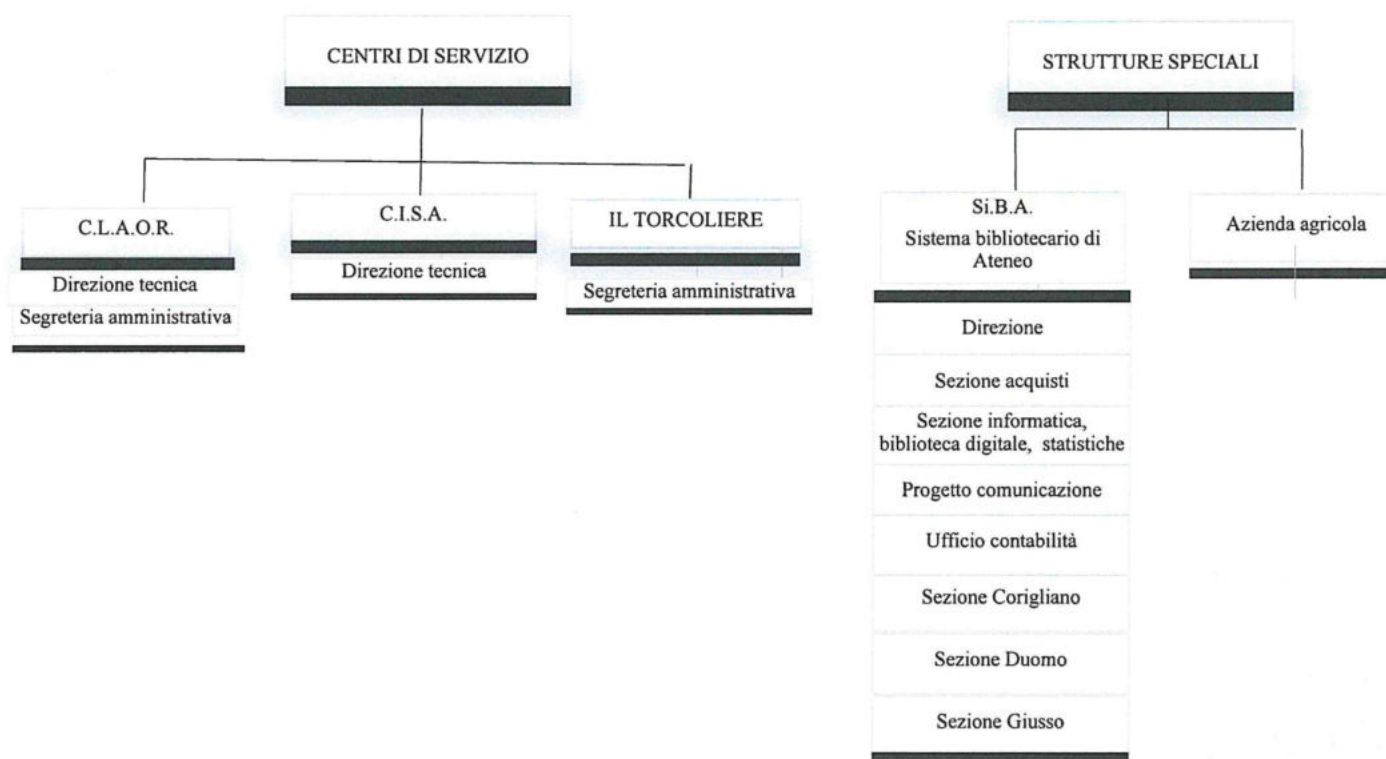 CENTRI DI SERVIZIO
C.L.A.O.R.
Direzione tecnica
Segreteria amministrativa
C.I.S.A.
Direzione tecnica
IL TORCOLIERE
Segreteria amministrativa
STRUTTURE SPECIALI
Si.B.A.
Sistema bibliotecario di
Ateneo
Direzione
Sezione acquisti
Sezione informatica,
biblioteca digitale, statistiche
Progetto comunicazione
Ufficio contabilità
Sezione Corigliano
Sezione Duomo
Sezione Giusso
Azienda agricola